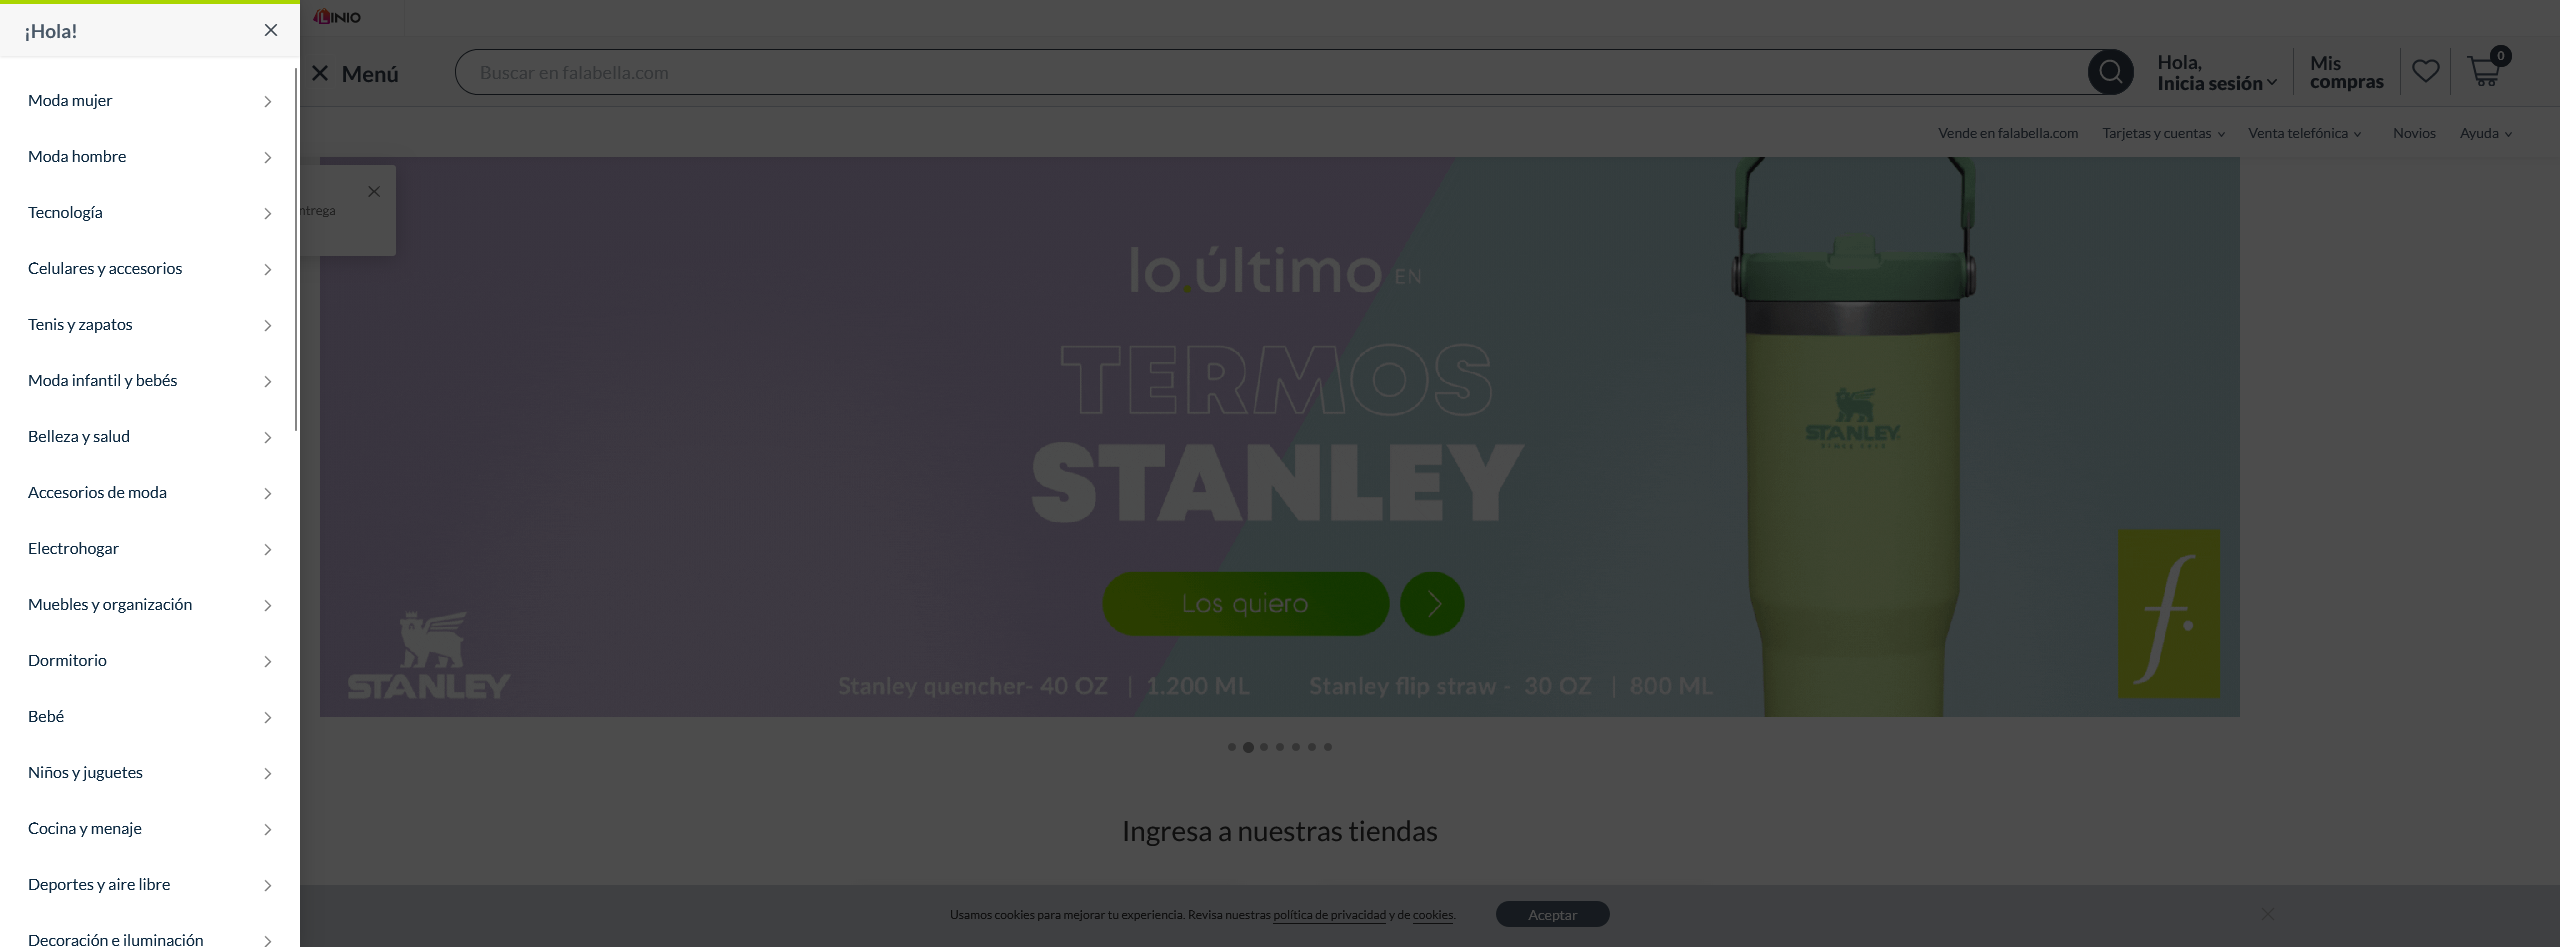 ¡Hola!
Moda mujer
Moda hombre
Tecnología
Celulares y accesorios
Tenis y zapatos
Moda infantil y bebés
Belleza y salud
Accesorios de moda
Electrohogar
Muebles y organización
Dormitorio
Bebé
Niños y juguetes
Cocina y menaje
Deportes y aire libre
Decoración e iluminación
LINIO
Menú
Buscar en falabella.com
Hola,
Inicia sesión
Mis
compras
0
Vende en falabella.com
Tarjetas y cuentas
Venta telefónica
Novios
Ayuda
ntrega
lo.último EN
TERMOS
STANLEY
Los quiero
STANLEY
Stanley quencher- 40 OZ | 1.200 ML
Stanley flip straw - 30 OZ | 800 ML
STANLEY
f.
Ingresa a nuestras tiendas
Usamos cookies para mejorar tu experiencia. Revisa nuestras política de privacidad y de cookies.
Aceptar